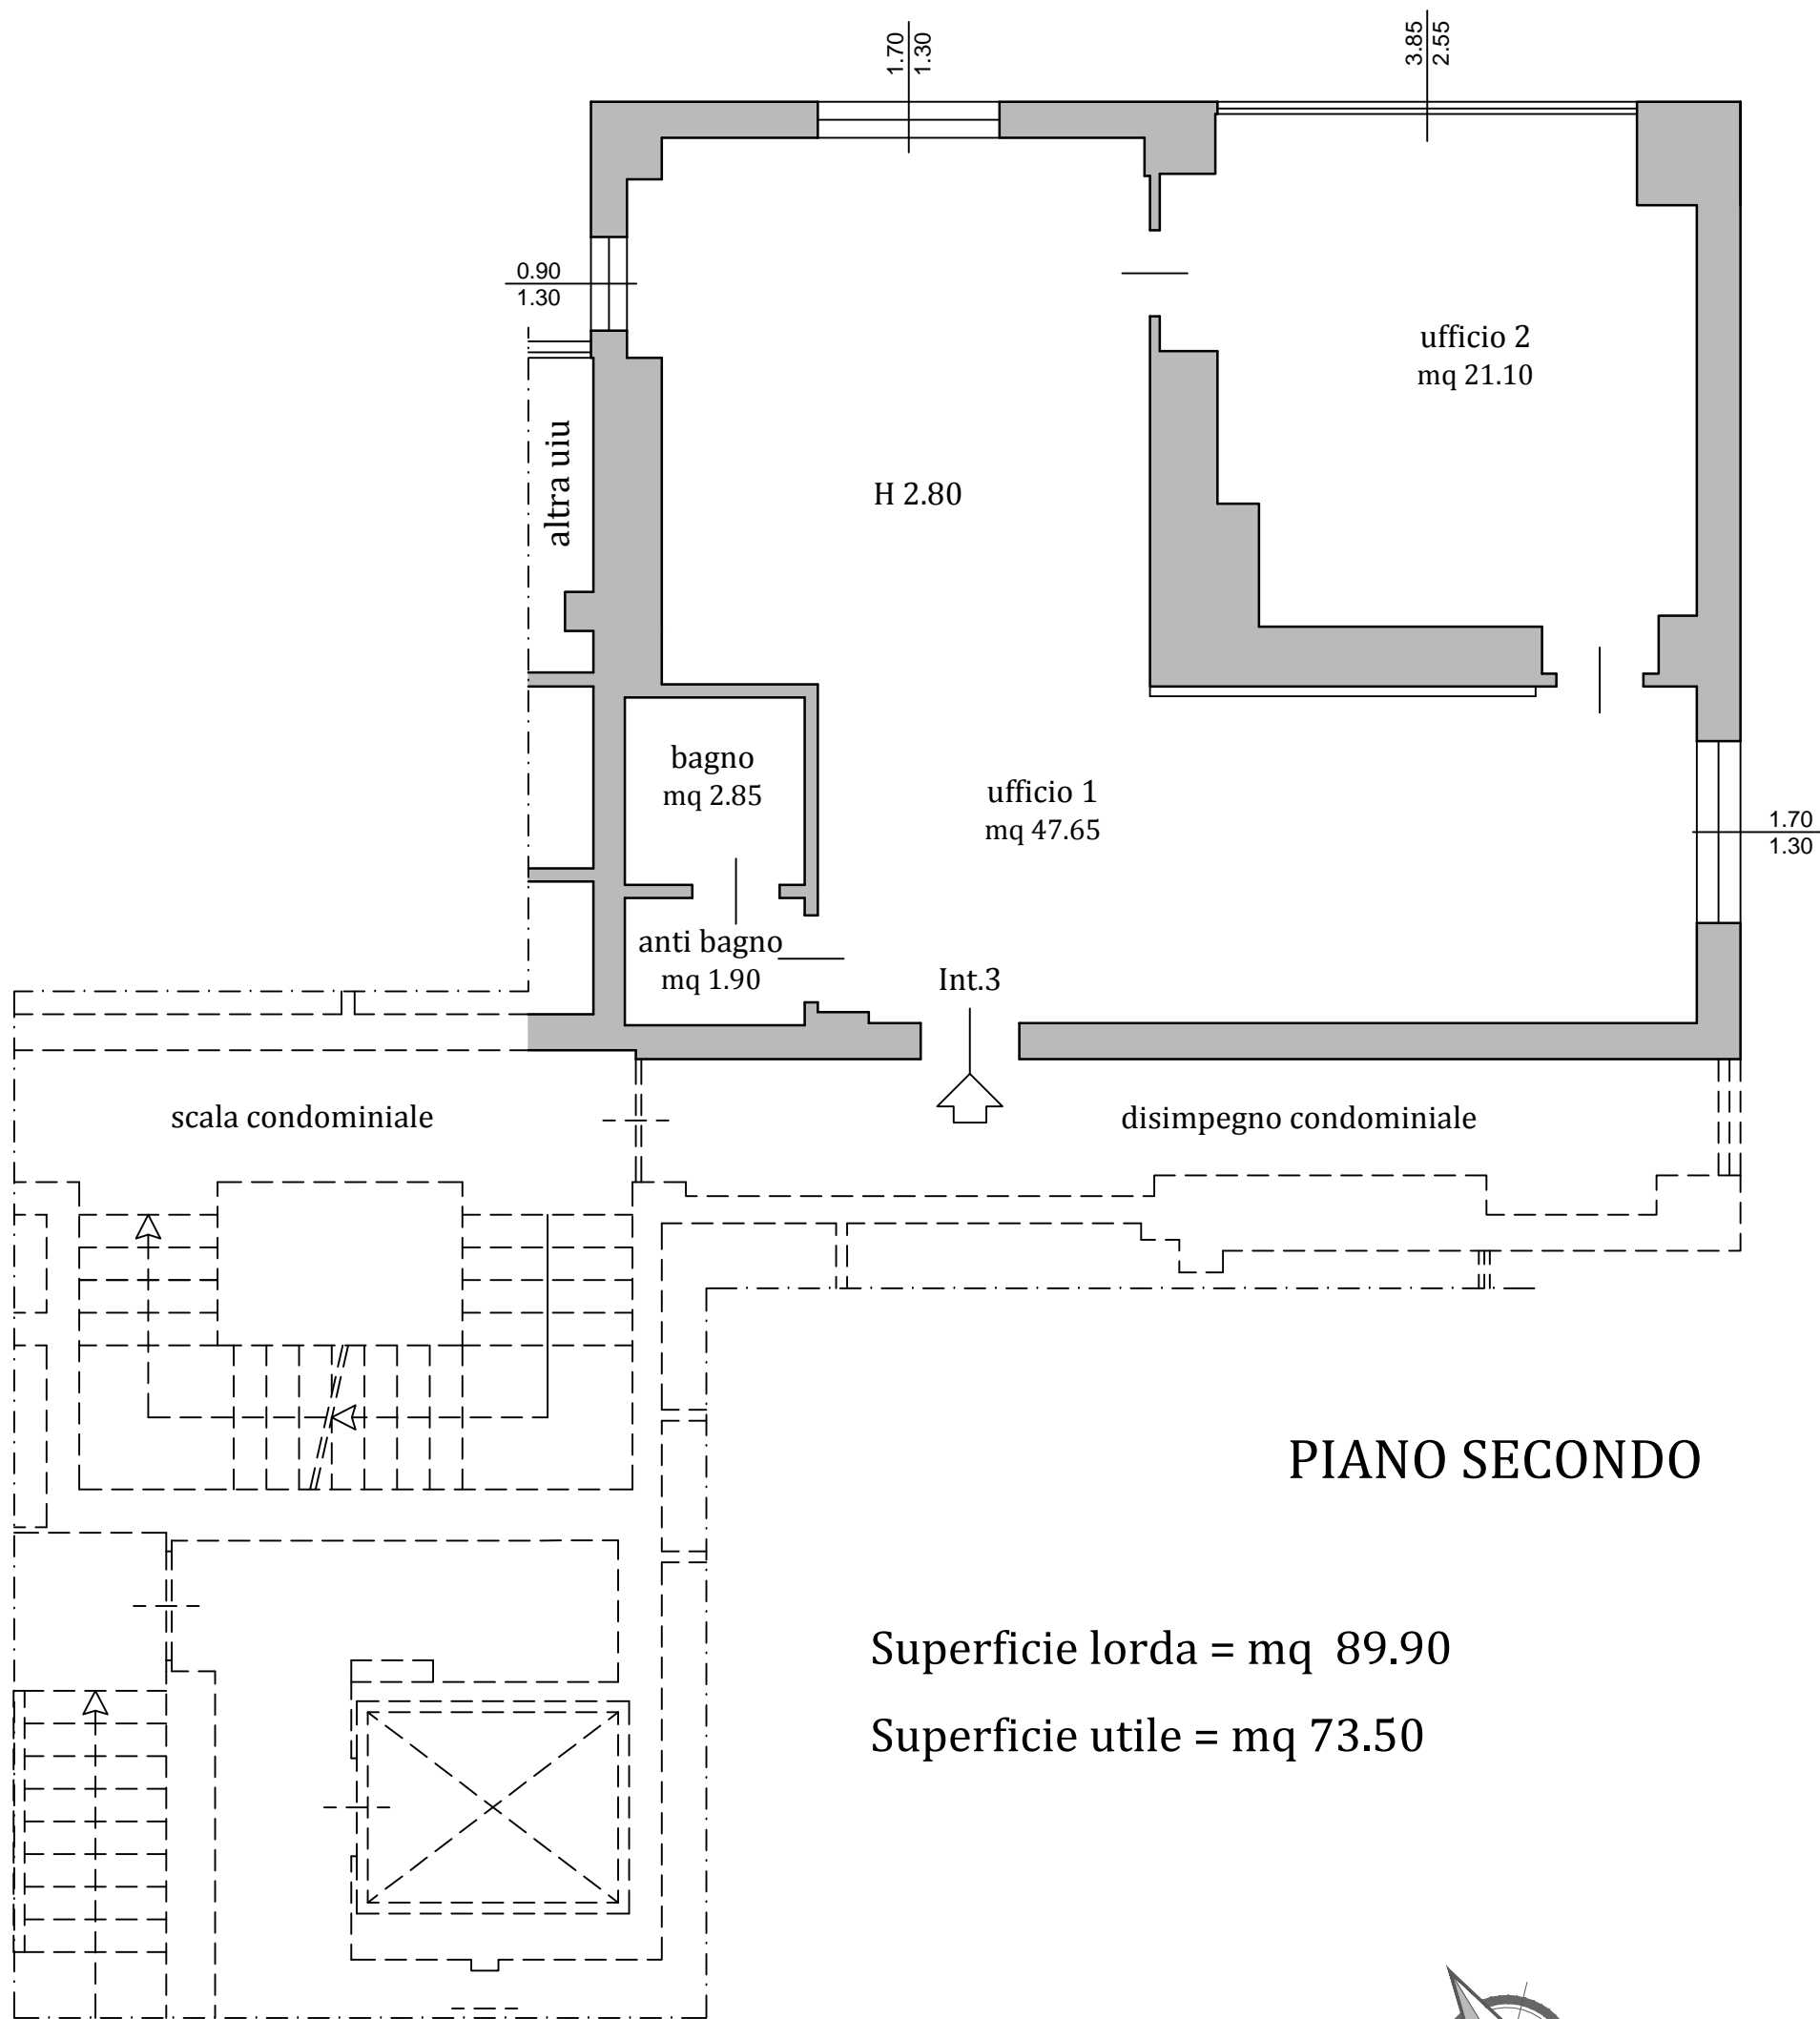 1.70
1.30
3.85
2.55
0.90
1.30
ufficio 2
mq 21.10
altra uiu
H 2.80
bagno
mq 2.85
ufficio 1
mq 47.65
1.70
1.30
anti bagno
mq 1.90
Int.3
scala condominiale
disimpegno condominiale
PIANO SECONDO
Superficie lorda = mq 89.90
Superficie utile = mq 73.50